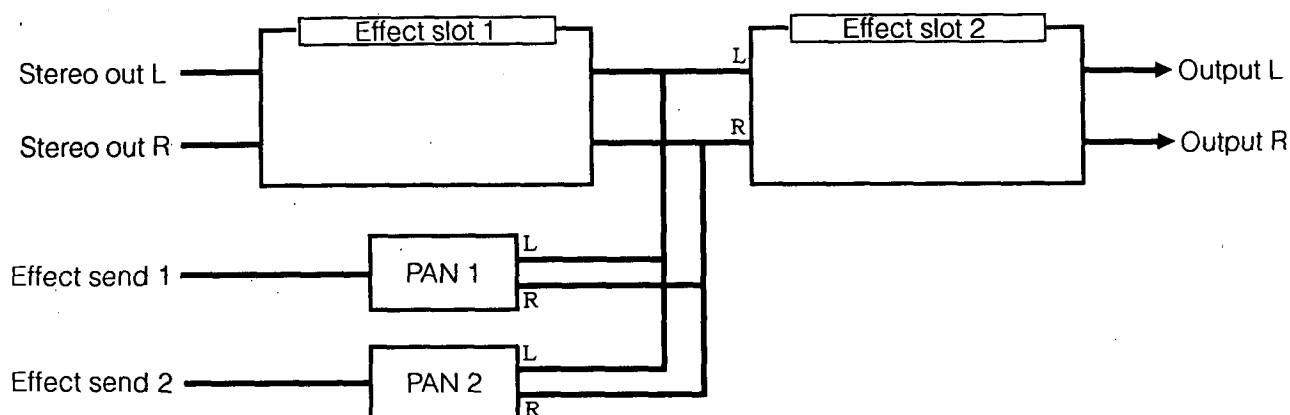 Effect slot 1
Effect slot 2
Stereo out L
L
Output L
Stereo out R
R
Output R
Effect send 1
PAN 1
L
R
Effect send 2
PAN 2
L
R